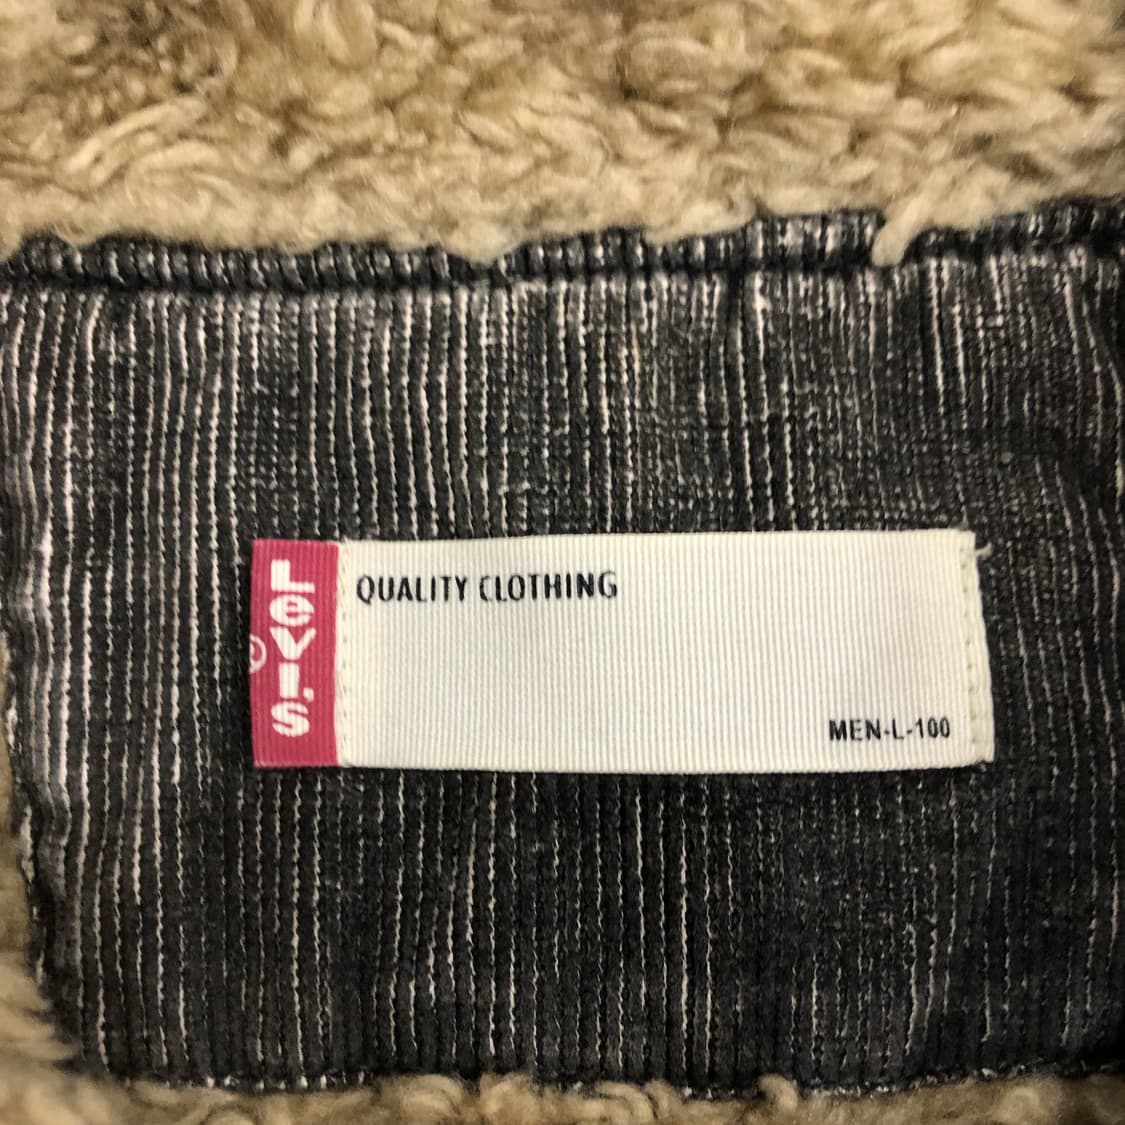 Levi's
®
QUALITY CLOTHING
MEN-L-100